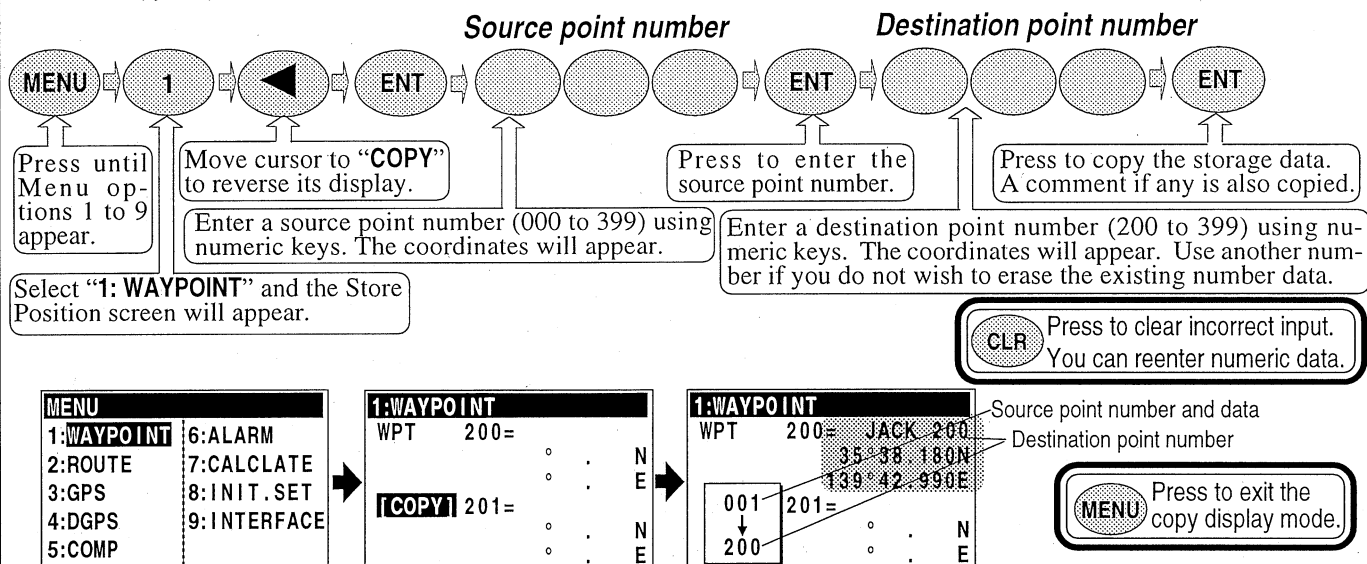 Source point number
Destination point number
MENU
1
ENT
ENT
ENT
Press until
Menu op-
tions 1 to 9
appear.
Move cursor to “COPY”
to reverse its display.
Press to enter the
source point number.
Press to copy the storage data.
A comment if any is also copied.
Enter a source point number (000 to 399) using
numeric keys. The coordinates will appear.
Enter a destination point number (200 to 399) using nu-
meric keys. The coordinates will appear. Use another num-
ber if you do not wish to erase the existing number data.
Select “1: WAYPOINT” and the Store
Position screen will appear.
CLR
Press to clear incorrect input.
You can reenter numeric data.
MENU
1:WAYPOINT
2:ROUTE
3:GPS
4:DGPS
5:COMP
6:ALARM
7:CALCLATE
8:INIT.SET
9:INTERFACE
1:WAYPOINT
WPT 200=
° . N
° . E
[COPY] 201=
° . N
° . E
1:WAYPOINT
WPT 200= JACK 200
35°38.180N
139°42.990E
001
↓
200
201=
° . N
° . E
Source point number and data
Destination point number
MENU
Press to exit the
copy display mode.